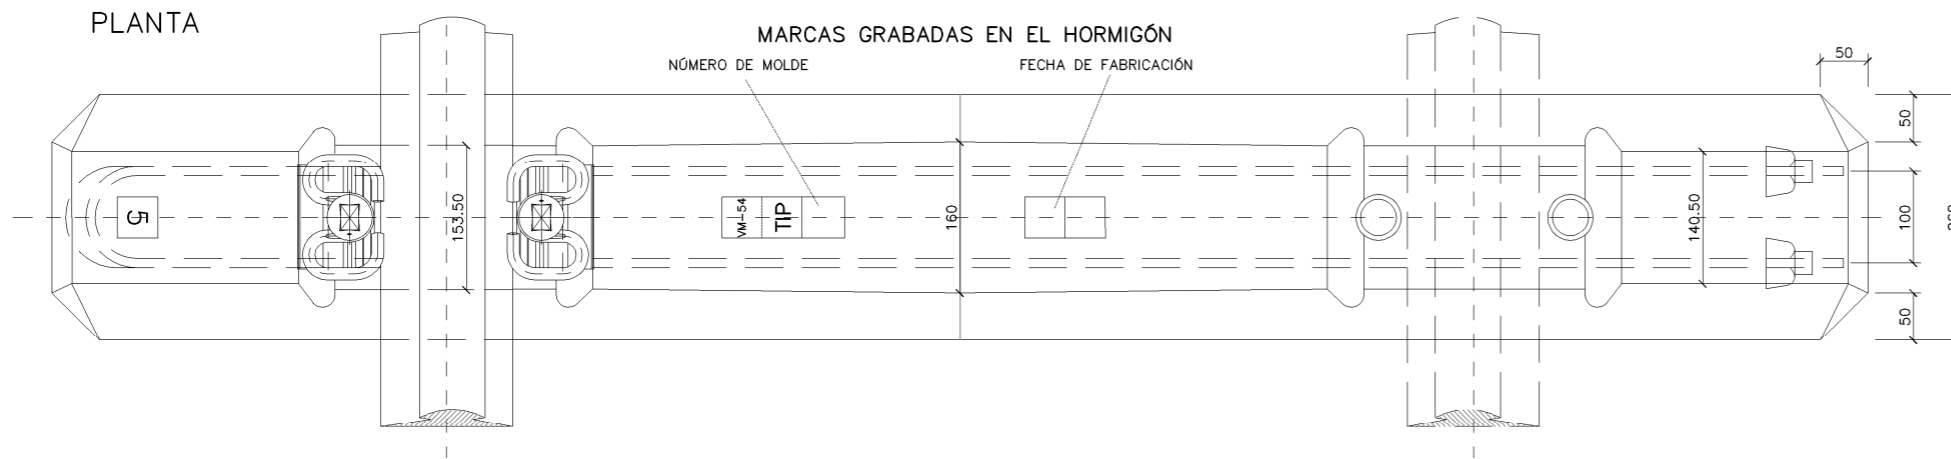 PLANTA
MARCAS GRABADAS EN EL HORMIGÓN
NÚMERO DE MOLDE
FECHA DE FABRICACIÓN
50
50
5
153.50
VM-54
TIP
160
140.50
100
50